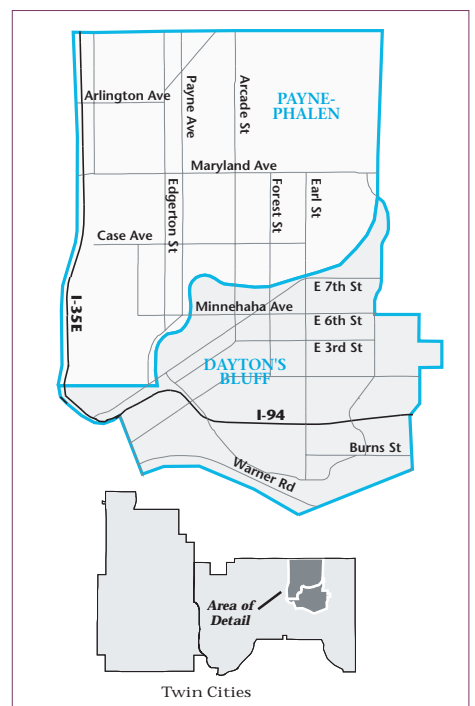 Arlington Ave
Payne Ave
Arcade St
PAYNE-
PHALEN
Maryland Ave
Edgerton St
Forest St
Earl St
Case Ave
E 7th St
I-35E
Minnehaha Ave
E 6th St
E 3rd St
DAYTON'S
BLUFF
I-94
Burns St
Warner Rd
Area of
Detail
Twin Cities